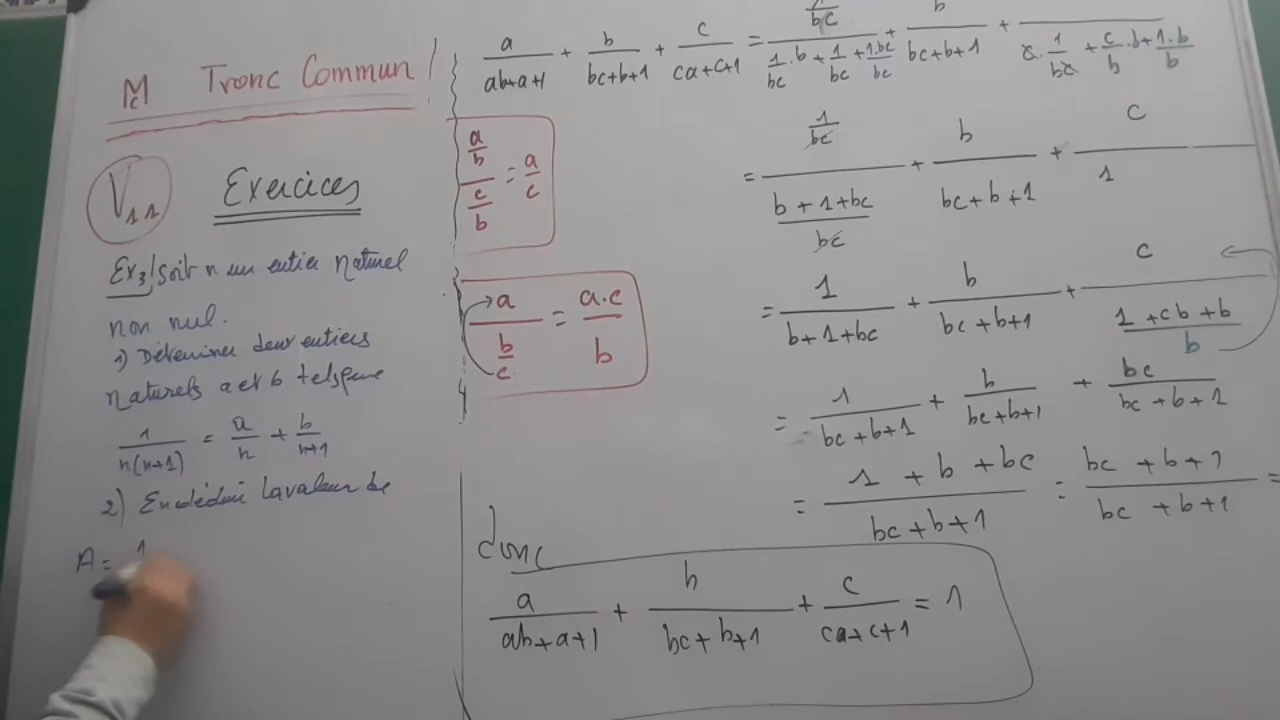 M Tronc Commun
C
V11 Exercices
Ex3/ Soit n un entier naturel
non nul.
1) Déterminer deux entiers
naturels a et b tels que
1/n(n+1) = a/n + b/n+1
2) En déduire la valeur de
A = 1
a/ab+a+1 + b/bc+b+1 + c/ca+c+1 = 1/bc / 1/bc·b + 1/bc + 1·bc/bc + b/bc+b+1 + / c·1/bc + c/b·b + 1·b/b
a/b / c/b = a/c
a / b/c = a·c / b
= 1/bc / b+1+bc/bc + b/bc+b+1 + c / 1
= 1/b+1+bc + b/bc+b+1 + c / 1+cb+b/b
= 1/bc+b+1 + b/bc+b+1 + bc/bc+b+1
= 1+b+bc/bc+b+1 = bc+b+1/bc+b+1 =
donc
a/ab+a+1 + b/bc+b+1 + c/ca+c+1 = 1